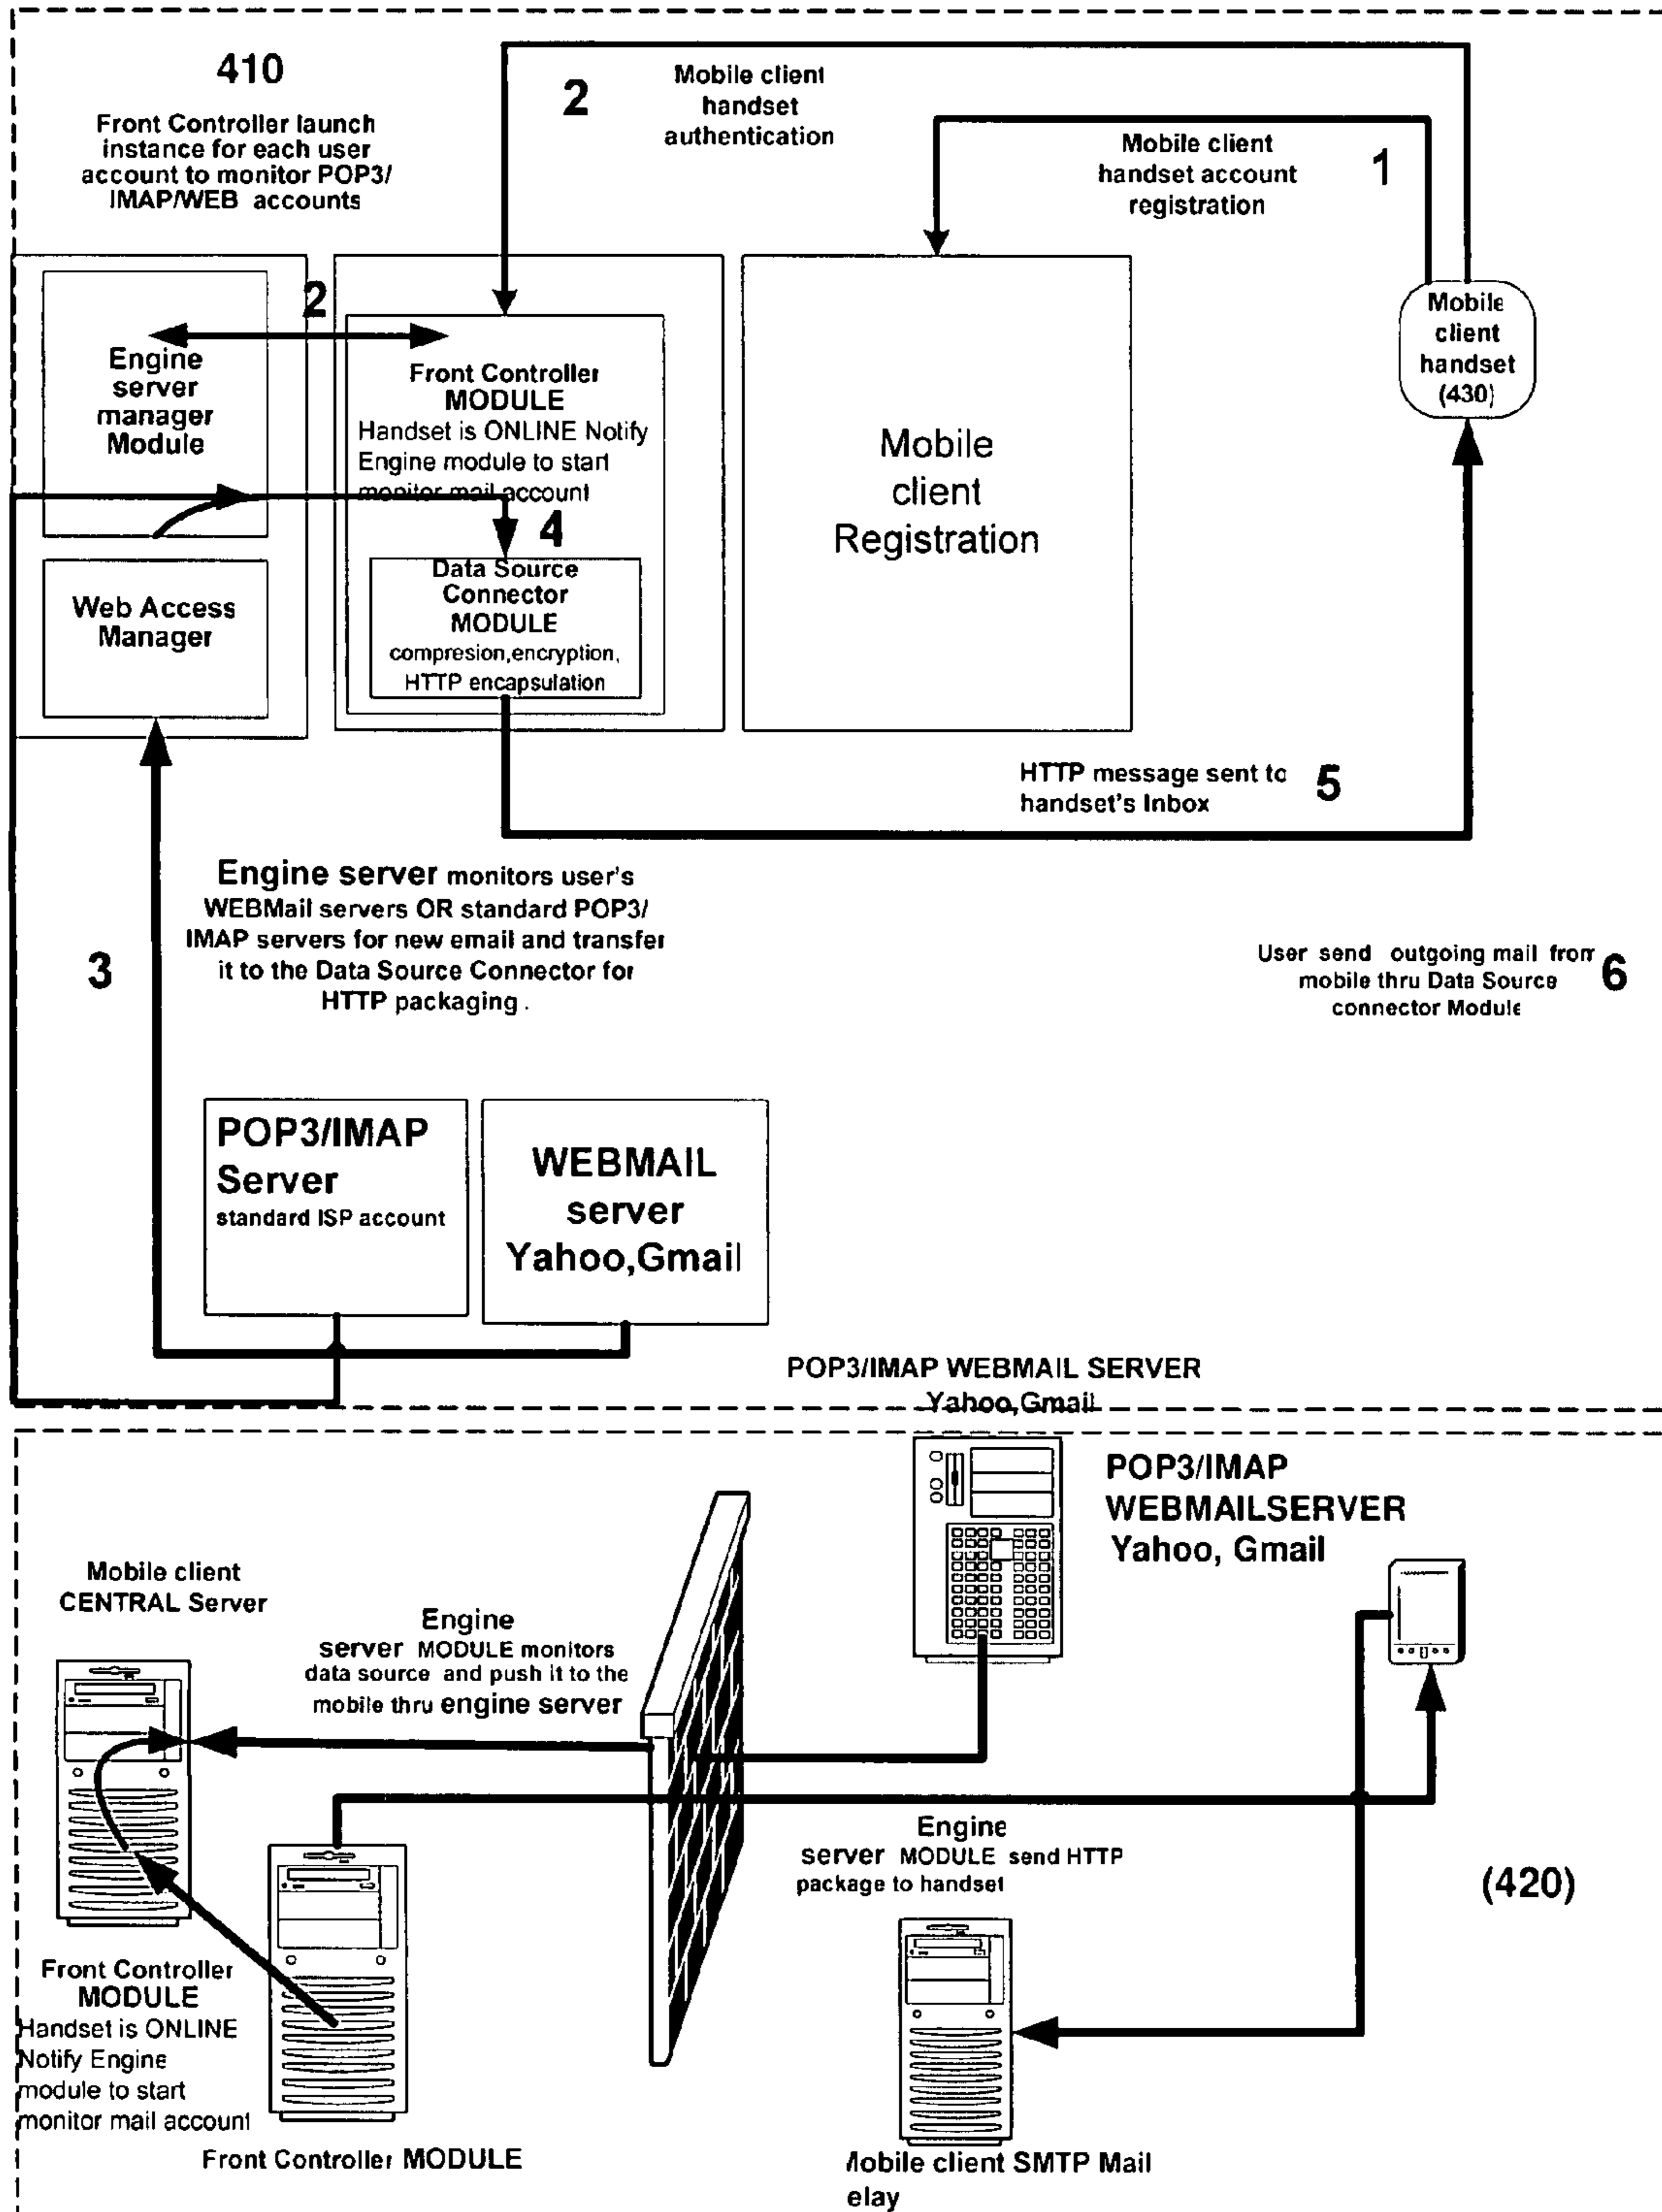 410
Front Controller launch
instance for each user
account to monitor POP3/
IMAP/WEB accounts
2
Mobile client
handset
authentication
Mobile client
handset account
registration
1
2
Engine
server
manager
Module
Front Controller
MODULE
Handset is ONLINE Notify
Engine module to start
monitor mail account
Mobile
client
Registration
Mobile
client
handset
(430)
4
Web Access
Manager
Data Source
Connector
MODULE
compresion,encryption,
HTTP encapsulation
HTTP message sent to
handset's Inbox
5
Engine server monitors user's
WEBMail servers OR standard POP3/
IMAP servers for new email and transfer
it to the Data Source Connector for
HTTP packaging .
3
User send outgoing mail from
mobile thru Data Source
connector Module
6
POP3/IMAP
Server
standard ISP account
WEBMAIL
server
Yahoo,Gmail
POP3/IMAP WEBMAIL SERVER
Yahoo,Gmail
POP3/IMAP
WEBMAILSERVER
Yahoo, Gmail
Mobile client
CENTRAL Server
Engine
server MODULE monitors
data source and push it to the
mobile thru engine server
Engine
server MODULE send HTTP
package to handset
(420)
Front Controller
MODULE
Handset is ONLINE
Notify Engine
module to start
monitor mail account
Front Controller MODULE
lobile client SMTP Mail
elay